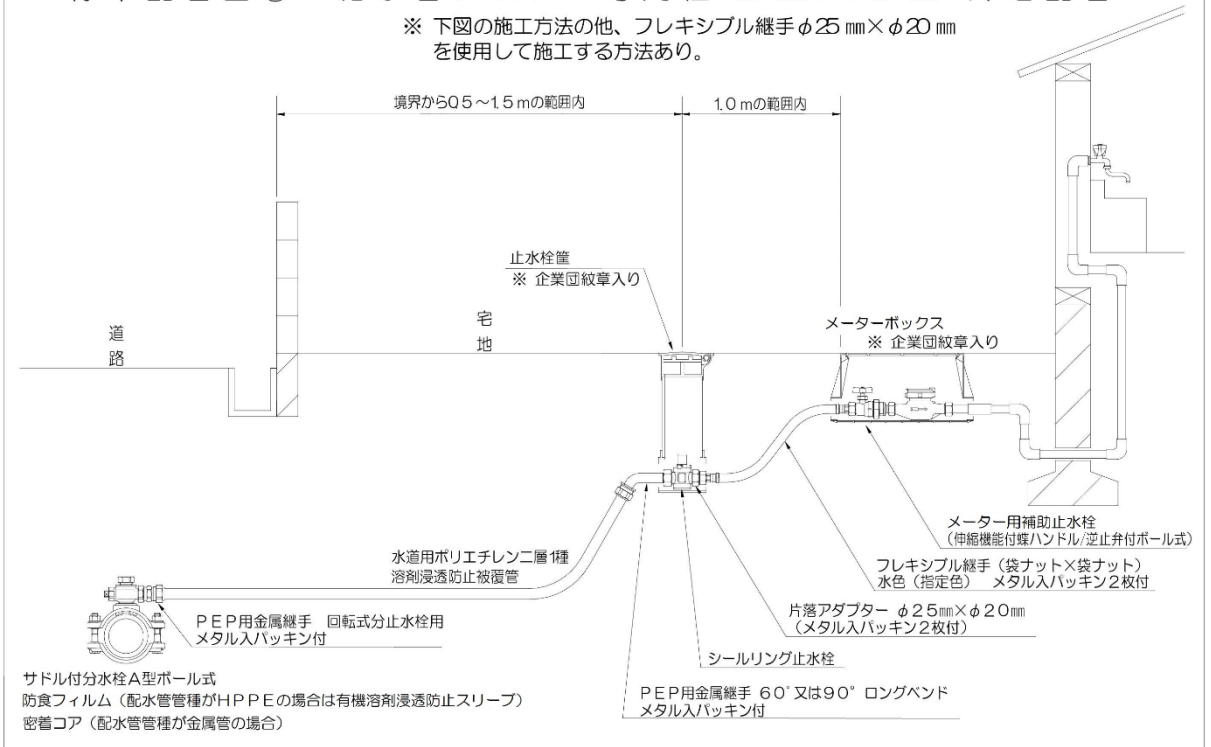 ※ 下図の施工方法の他、フレキシブル継手φ25㎜×φ20㎜
を使用して施工する方法あり。
境界から0.5～1.5mの範囲内
1.0mの範囲内
止水栓筐
※ 企業団紋章入り
道路
宅地
メーターボックス
※ 企業団紋章入り
メーター用補助止水栓
（伸縮機能付蝶ハンドル/逆止弁付ボール式）
水道用ポリエチレン二層1種
溶剤浸透防止被覆管
フレキシブル継手（袋ナット×袋ナット）
水色（指定色） メタル入パッキン2枚付
PEP用金属継手 回転式分止水栓用
メタル入パッキン付
片落アダプター φ25㎜×φ20㎜
（メタル入パッキン2枚付）
シールリング止水栓
サドル付分水栓A型ボール式
PEP用金属継手 60°又は90° ロングベンド
メタル入パッキン付
防食フィルム（配水管管種がHPPEの場合は有機溶剤浸透防止スリーブ）
密着コア（配水管管種が金属管の場合）